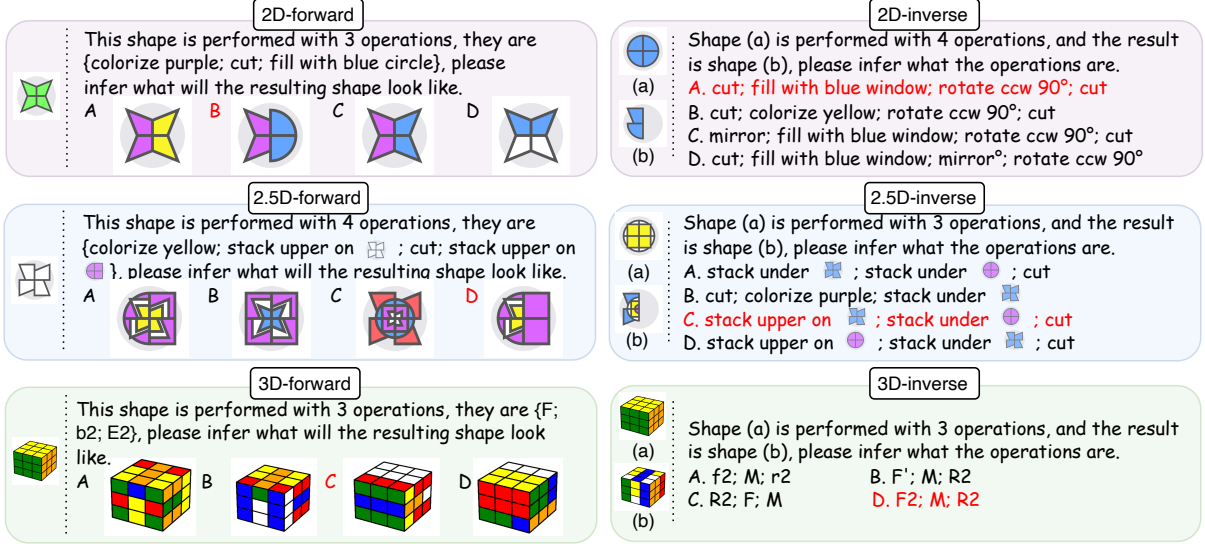 2D-forward
This shape is performed with 3 operations, they are
{colorize purple; cut; fill with blue circle}, please
infer what will the resulting shape look like.
A B C D
2D-inverse
(a)
(b)
Shape (a) is performed with 4 operations, and the result
is shape (b), please infer what the operations are.
A. cut; fill with blue window; rotate ccw 90°; cut
B. cut; colorize yellow; rotate ccw 90°; cut
C. mirror; fill with blue window; rotate ccw 90°; cut
D. cut; fill with blue window; mirror°; rotate ccw 90°
2.5D-forward
This shape is performed with 4 operations, they are
{colorize yellow; stack upper on ; cut; stack upper on
}, please infer what will the resulting shape look like.
A B C D
2.5D-inverse
(a)
(b)
Shape (a) is performed with 3 operations, and the result
is shape (b), please infer what the operations are.
A. stack under ; stack under ; cut
B. cut; colorize purple; stack under
C. stack upper on ; stack under ; cut
D. stack upper on ; stack under ; cut
3D-forward
This shape is performed with 3 operations, they are {F;
b2; E2}, please infer what will the resulting shape look
like.
A B C D
3D-inverse
(a)
(b)
Shape (a) is performed with 3 operations, and the result
is shape (b), please infer what the operations are.
A. f2; M; r2 B. F'; M; R2
C. R2; F; M D. F2; M; R2